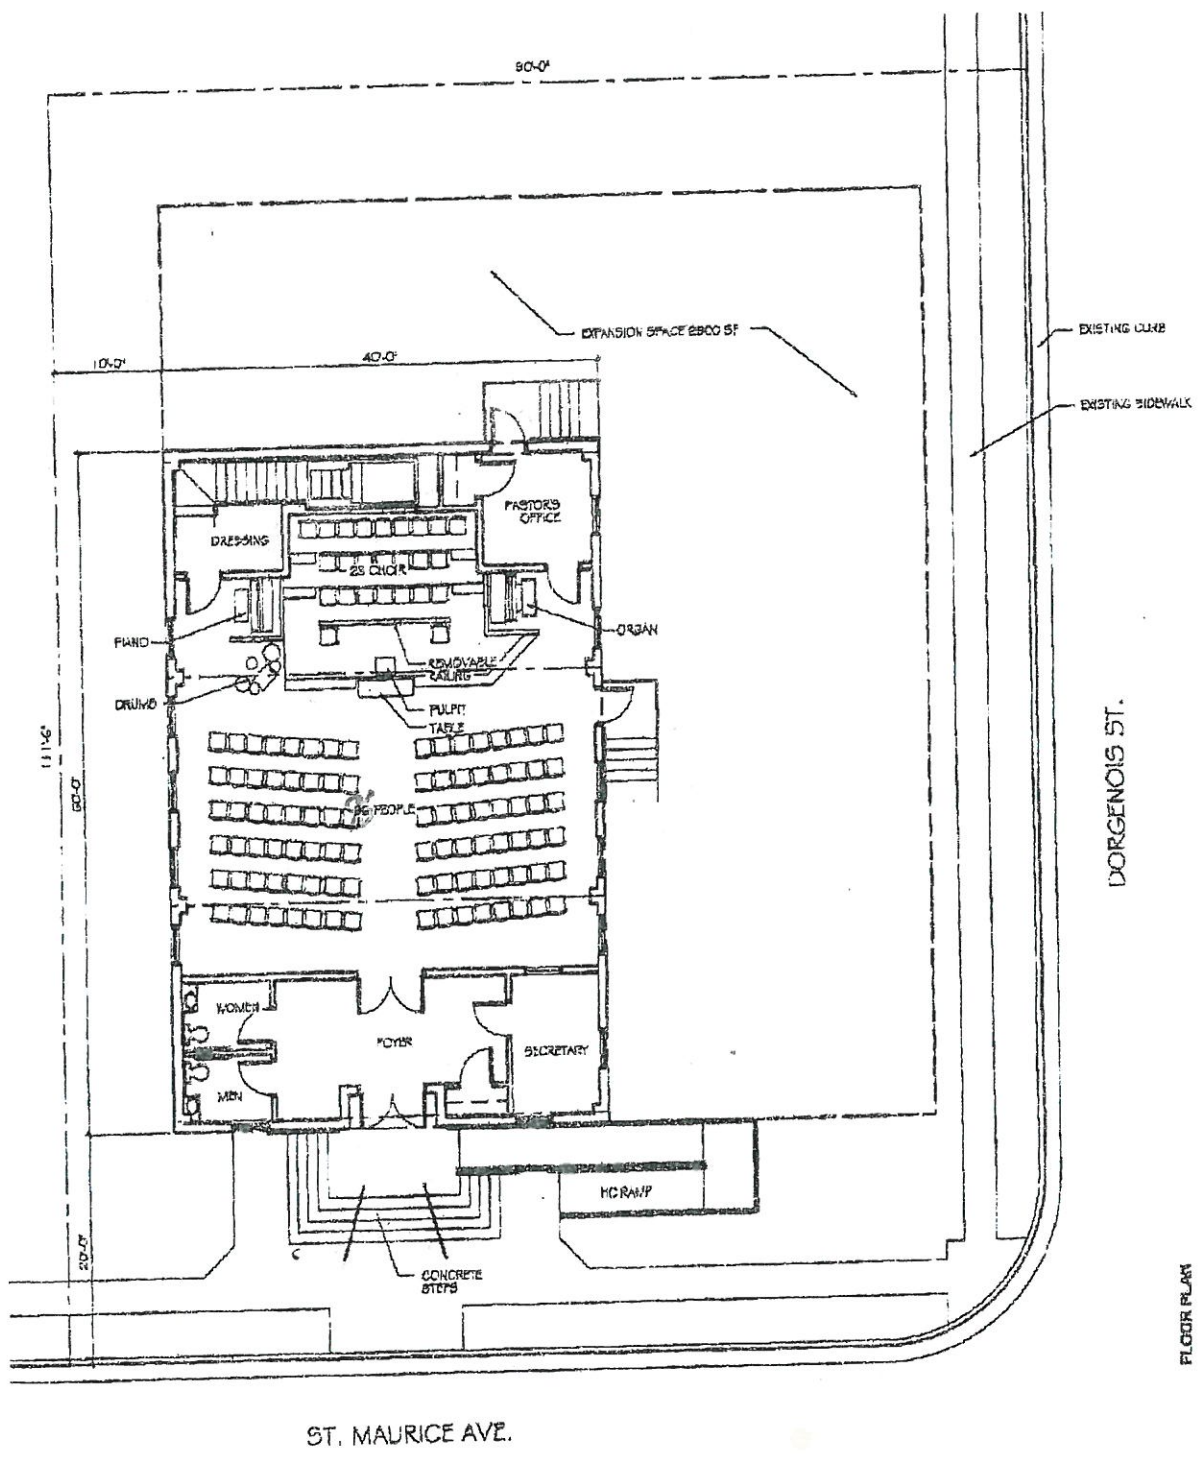 90'-0"
EXPANSION SPACE 2800 SF
EXISTING CURB
10'-0"
40'-0"
EXISTING SIDEWALK
PASTOR'S
OFFICE
DRESSING
28 CHOIR
PIANO
ORGAN
REMOVABLE
RAILING
DRUMS
PULPIT
TABLE
DORGENOIS ST.
111'-6"
60'-0"
PEOPLE
WOMEN
FOYER
SECRETARY
MEN
HC RAMP
20'-0"
CONCRETE
STEPS
FLOOR PLAN
ST. MAURICE AVE.